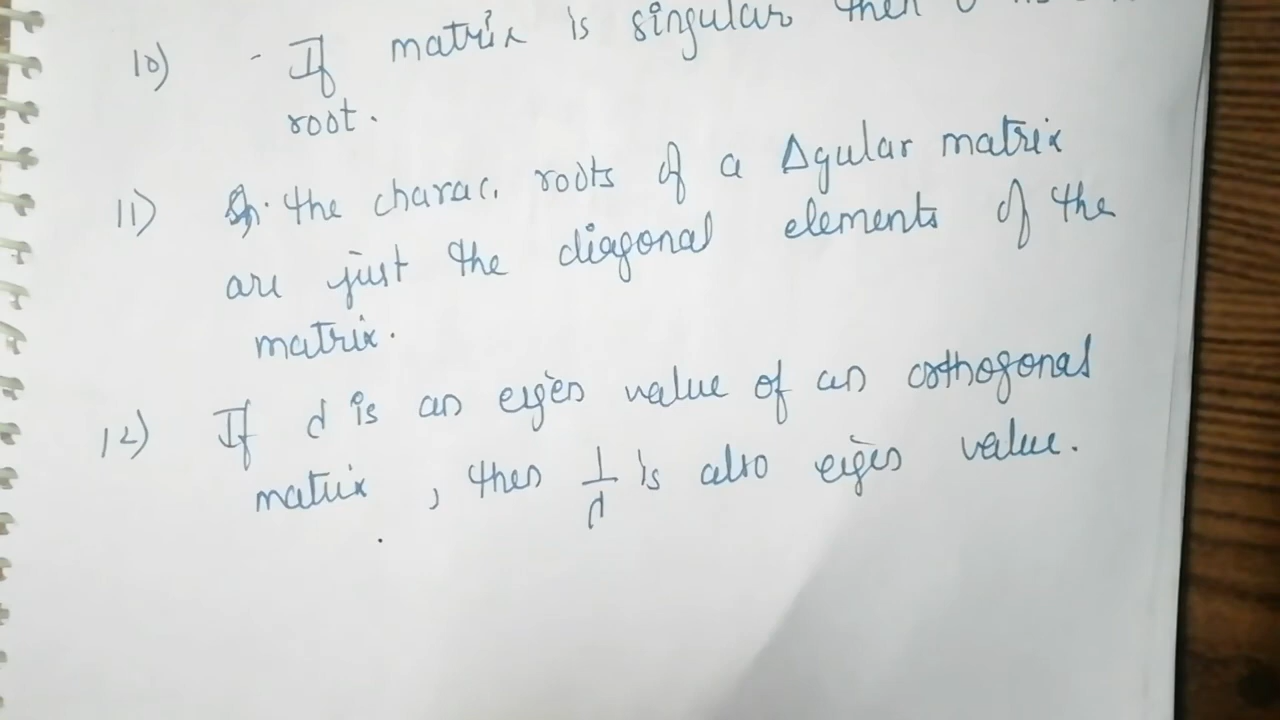 10) - If matrix is singular then 0
root.
11) the charac. roots of a Δgular matrix
are just the diagonal elements of the
matrix.
12) If d is an eigen value of an orthogonal
matrix, then 1/d is also eigen value.